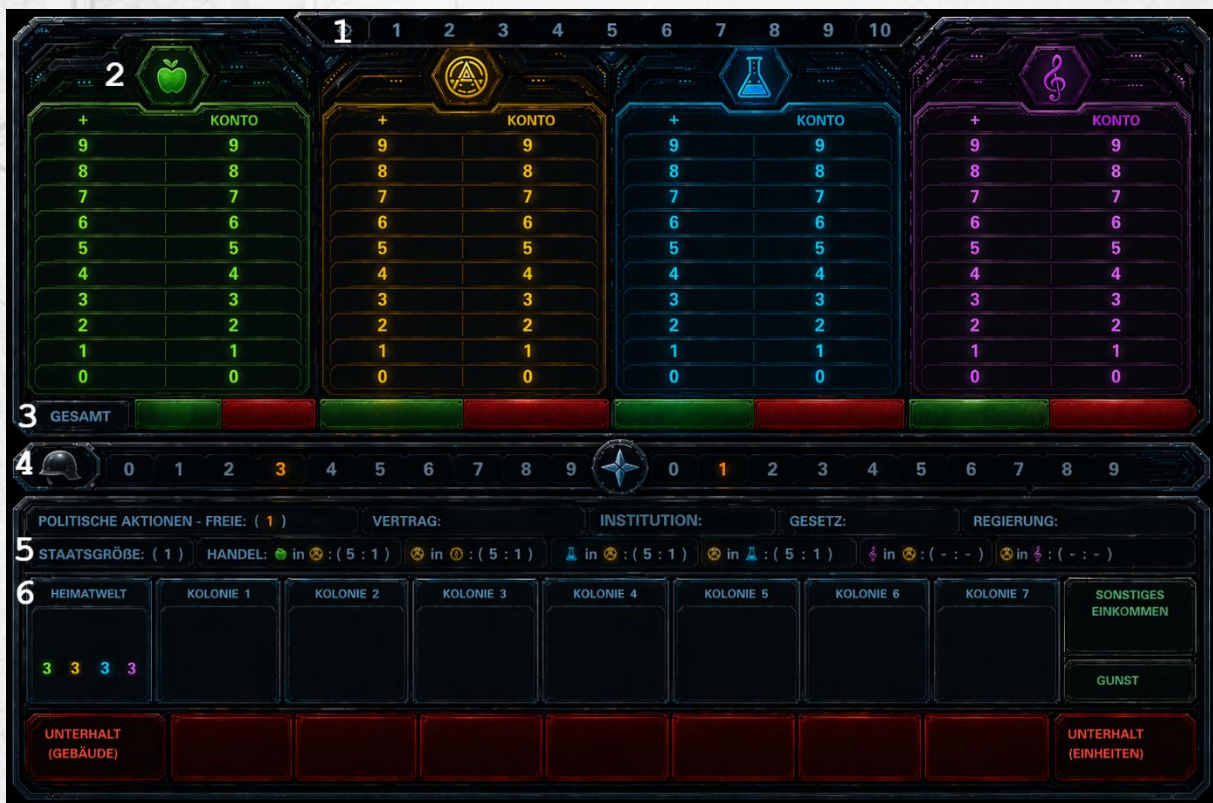 1 1 2 3 4 5 6 7 8 9 10
2
+ KONTO + KONTO + KONTO + KONTO
9 9 9 9 9 9 9 9
8 8 8 8 8 8 8 8
7 7 7 7 7 7 7 7
6 6 6 6 6 6 6 6
5 5 5 5 5 5 5 5
4 4 4 4 4 4 4 4
3 3 3 3 3 3 3 3
2 2 2 2 2 2 2 2
1 1 1 1 1 1 1 1
0 0 0 0 0 0 0 0
3 GESAMT
4 0 1 2 3 4 5 6 7 8 9 0 1 2 3 4 5 6 7 8 9
POLITISCHE AKTIONEN - FREIE: ( 1 ) VERTRAG: INSTITUTION: GESETZ: REGIERUNG:
5 STAATSGRÖßE: ( 1 ) HANDEL: in : ( 5 : 1 ) in : ( 5 : 1 ) in : ( 5 : 1 ) in : ( 5 : 1 ) in : ( - : - ) in : ( - : - )
6 HEIMATWELT KOLONIE 1 KOLONIE 2 KOLONIE 3 KOLONIE 4 KOLONIE 5 KOLONIE 6 KOLONIE 7 SONSTIGES
EINKOMMEN
3 3 3 3
GUNST
UNTERHALT
(GEBÄUDE)
UNTERHALT
(EINHEITEN)